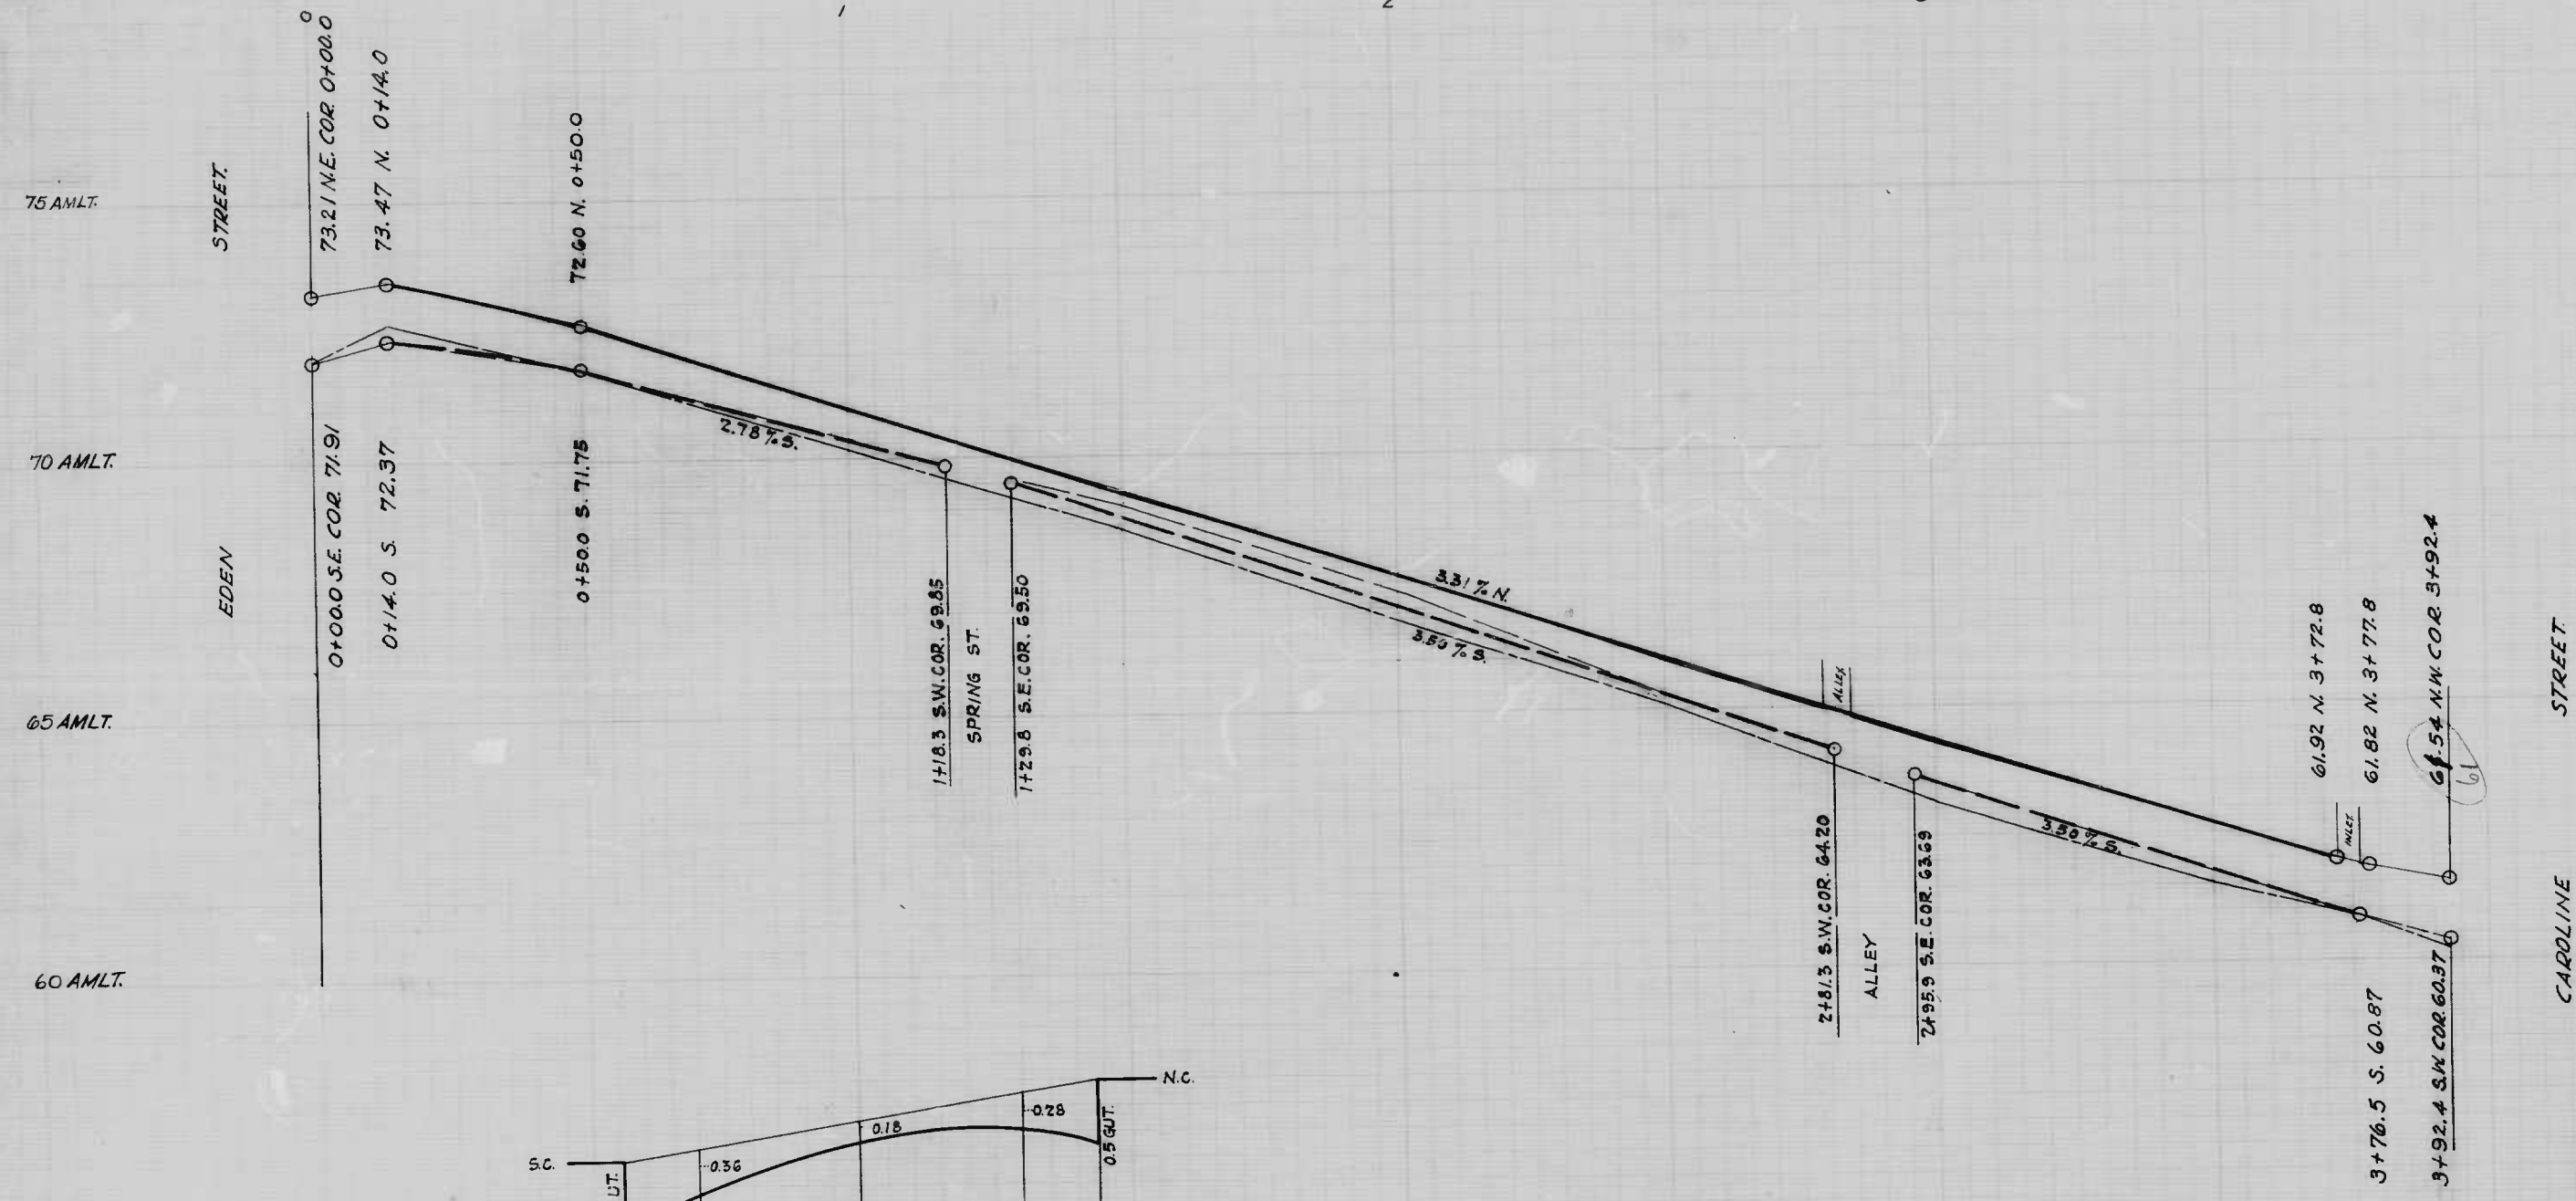 0
1
2
73.21 N.E. COR. 0+00.0
73.47 N. 0+14.0
72.60 N. 0+50.0
75 AMLT.
STREET.
EDEN
0+00.0 S.E. COR. 71.91
0+14.0 S. 72.37
0+50.0 S. 71.75
2.78 % S.
70 AMLT.
1+18.3 S.W. COR. 69.85
SPRING ST.
1+29.8 S.E. COR. 69.50
3.31 % N.
3.50 % S.
65 AMLT.
ALLEY
2+81.3 S.W. COR. 64.20
ALLEY
2+95.9 S.E. COR. 63.69
3.50 % S.
61.92 N. 3+72.8
INLET
61.82 N. 3+77.8
.54 N.W. COR. 3+92.4
61
STREET.
CAROLINE
60 AMLT.
3+76.5 S. 60.87
3+92.4 S.W. COR. 60.37
N.C.
0.28
0.18
0.5 GUT.
S.C.
0.36
UT.